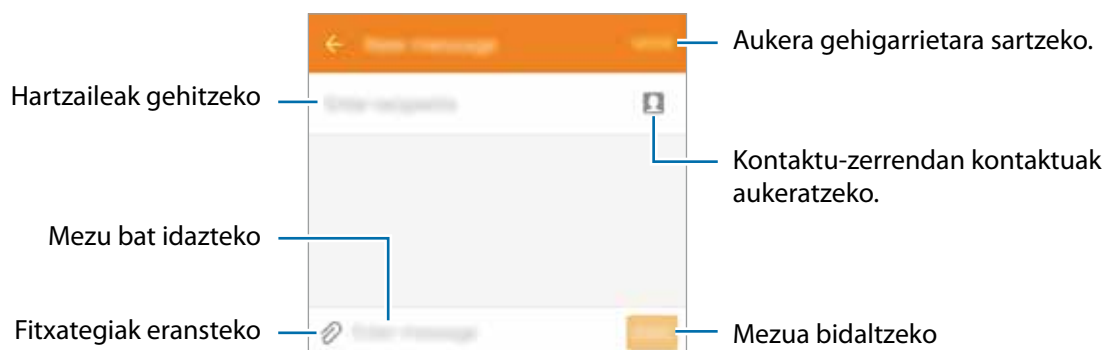 Aukera gehigarrietara sartzeko.
Hartzaileak gehitzeko
Kontaktu-zerrendan kontaktuak
aukeratzeko.
Mezu bat idazteko
Fitxategiak eransteko
Mezua bidaltzeko